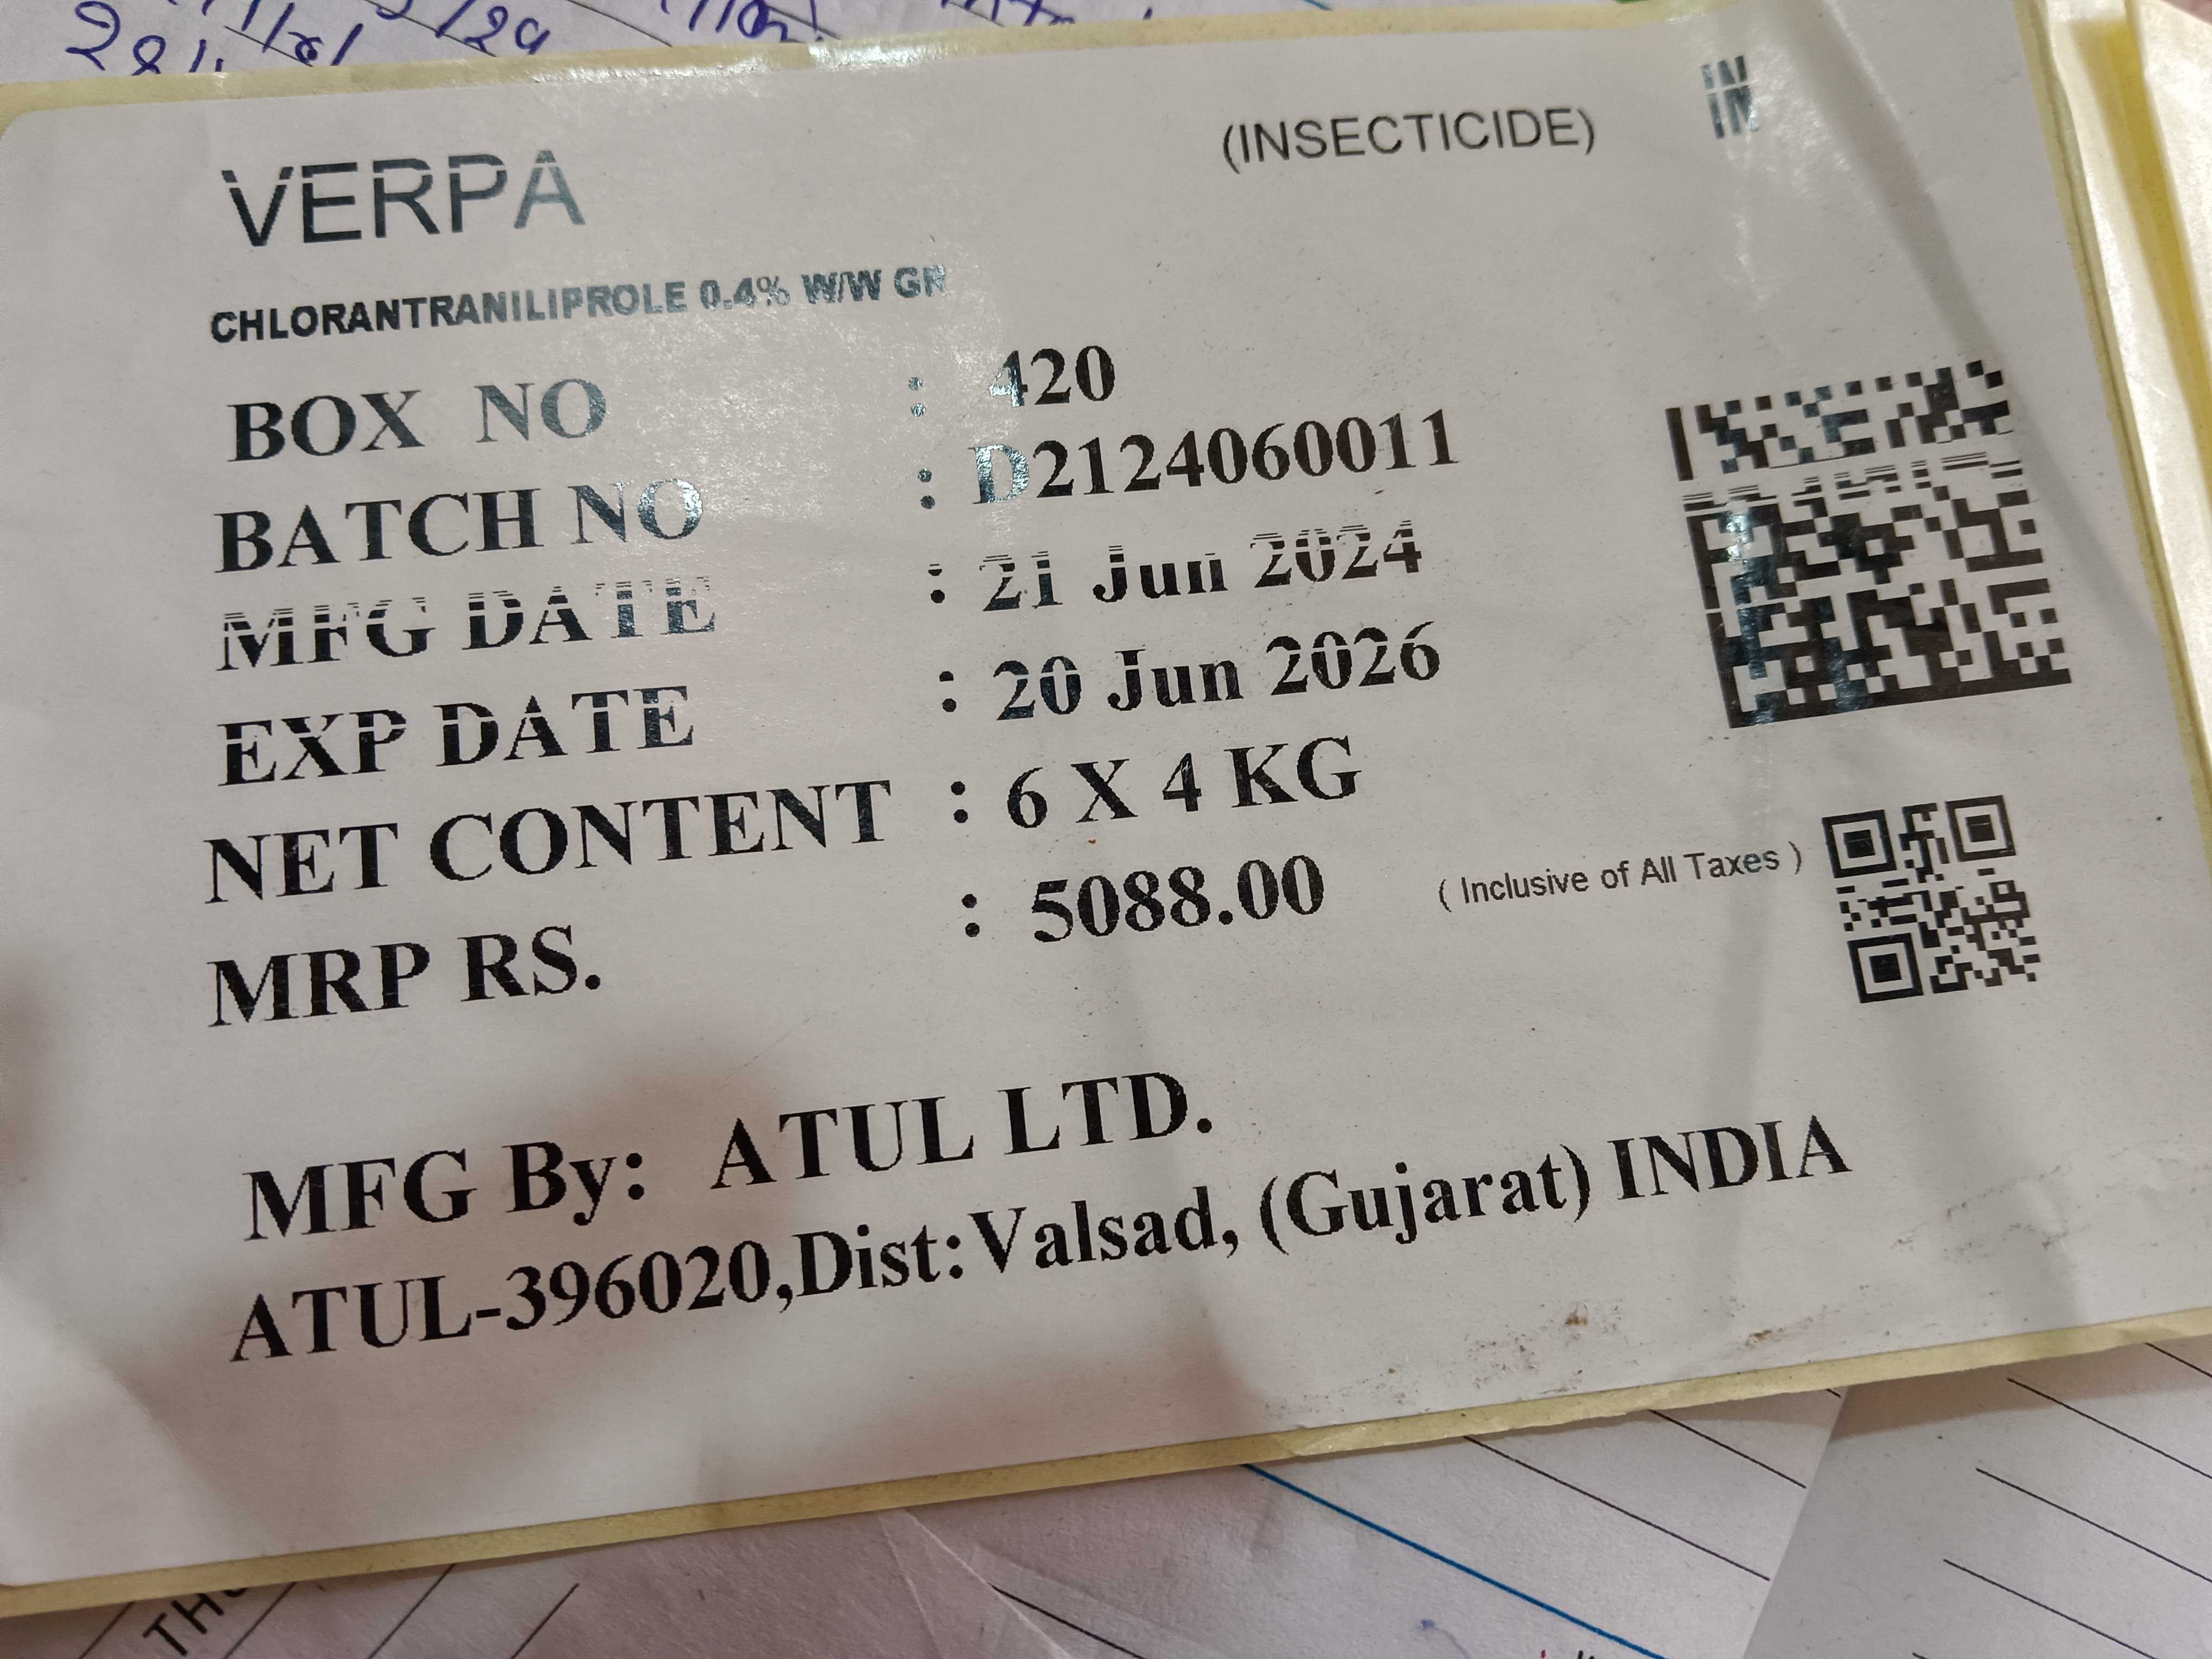 VERPA (INSECTICIDE) IN
CHLORANTRANILIPROLE 0.4% W/W GR
BOX NO : 420
BATCH NO : D2124060011
MFG DATE : 21 Jun 2024
EXP DATE : 20 Jun 2026
NET CONTENT : 6 X 4 KG
MRP RS. : 5088.00 ( Inclusive of All Taxes )
MFG By: ATUL LTD.
ATUL-396020,Dist:Valsad, (Gujarat) INDIA